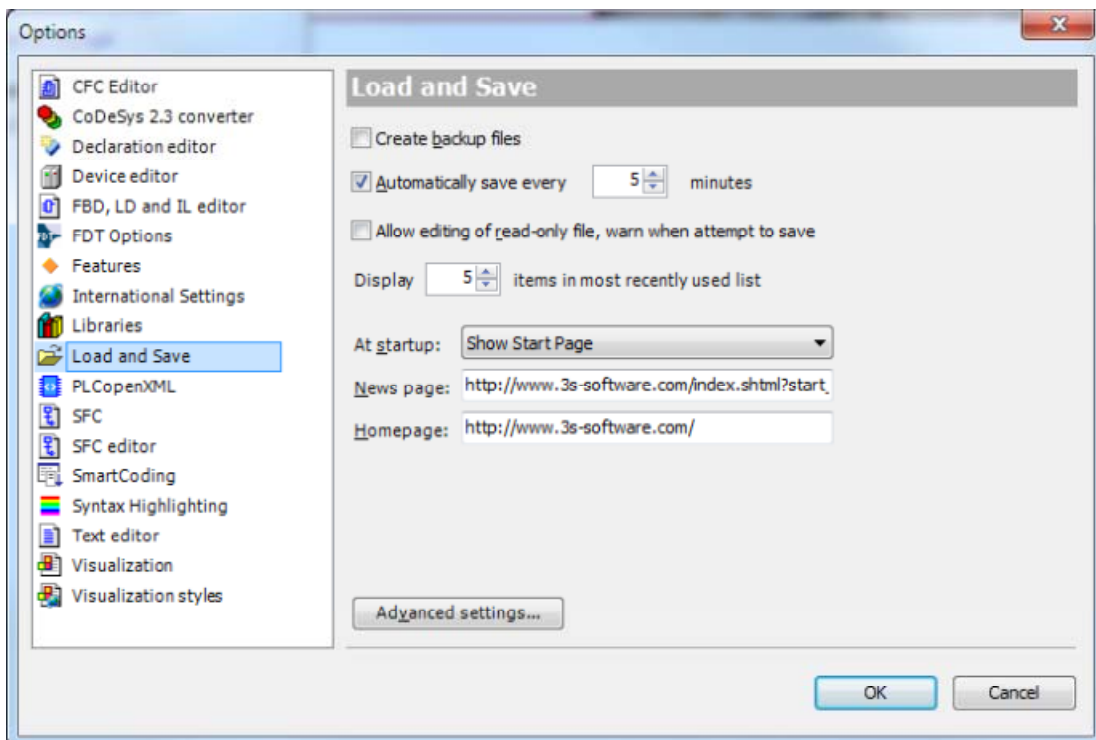 Options
CFC Editor
CoDeSys 2.3 converter
Declaration editor
Device editor
FBD, LD and IL editor
FDT Options
Features
International Settings
Libraries
Load and Save
PLCopenXML
SFC
SFC editor
SmartCoding
Syntax Highlighting
Text editor
Visualization
Visualization styles
Load and Save
Create backup files
Automatically save every 5 minutes
Allow editing of read-only file, warn when attempt to save
Display 5 items in most recently used list
At startup: Show Start Page
News page: http://www.3s-software.com/index.shtml?start_
Homepage: http://www.3s-software.com/
Advanced settings...
OK Cancel